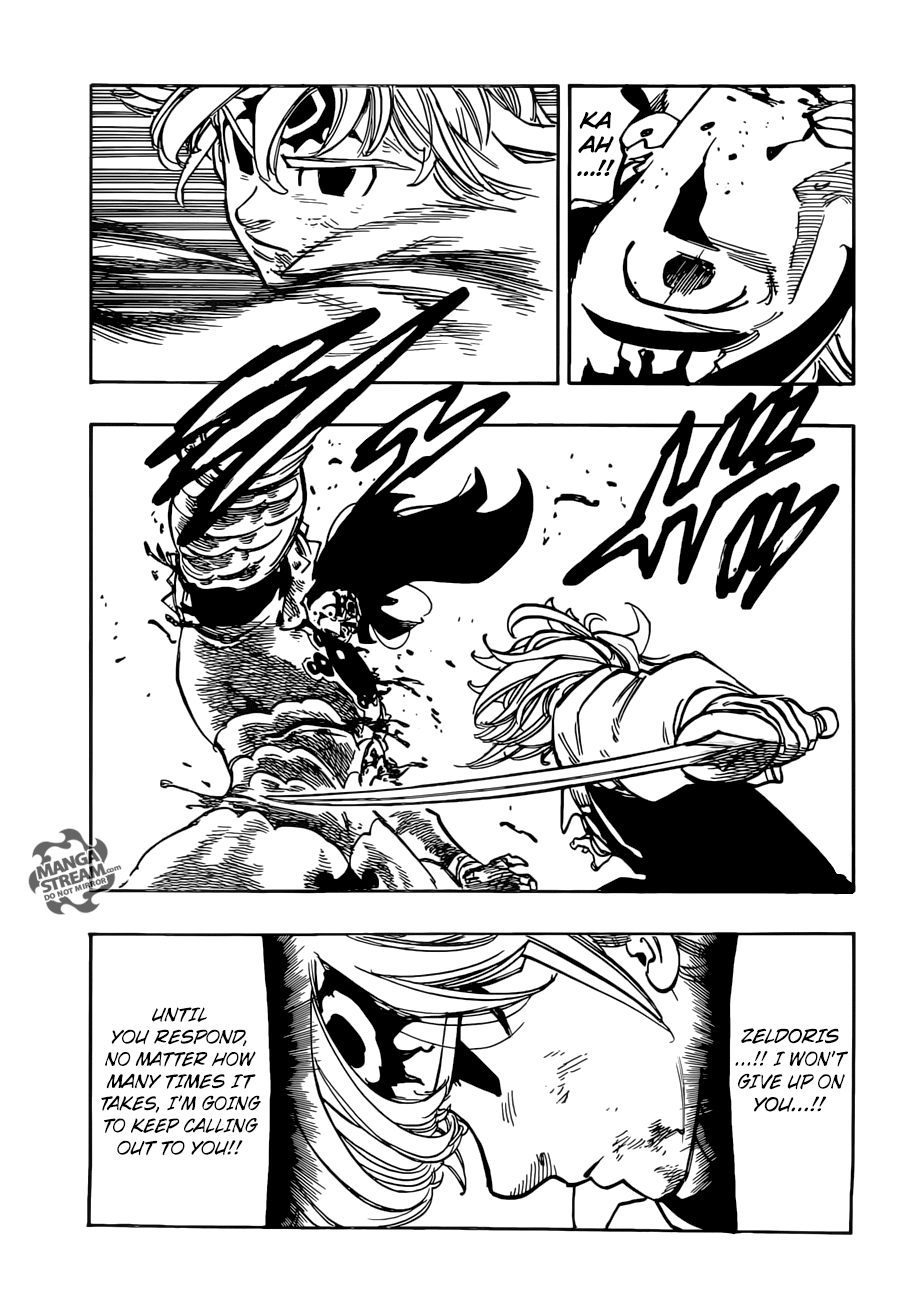 KA
AH
...!!
ZELDORIS
...!! I WON'T
GIVE UP ON
YOU...!!
UNTIL
YOU RESPOND,
NO MATTER HOW
MANY TIMES IT
TAKES, I'M GOING
TO KEEP CALLING
OUT TO YOU!!
MANGA
STREAM.com
DO NOT MIRROR